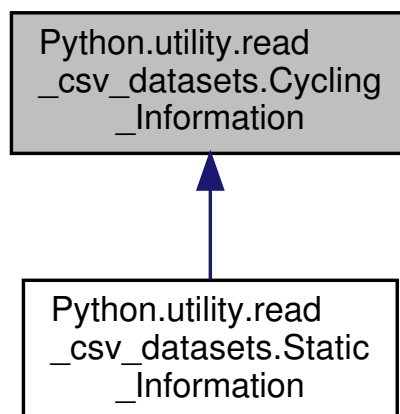 Python.utility.read
_csv_datasets.Cycling
_Information
Python.utility.read
_csv_datasets.Static
_Information